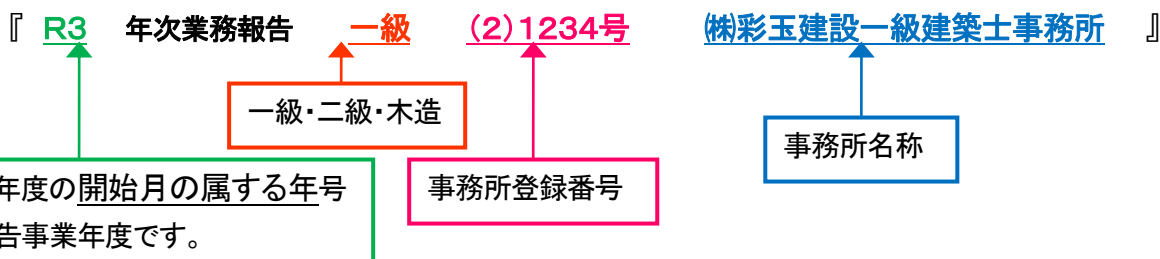 『 R3 年次業務報告 一級 (2)1234号 ㈱彩玉建設一級建築士事務所 』
一級・二級・木造
事務所名称
事務所登録番号
年度の開始月の属する年号
告事業年度です。